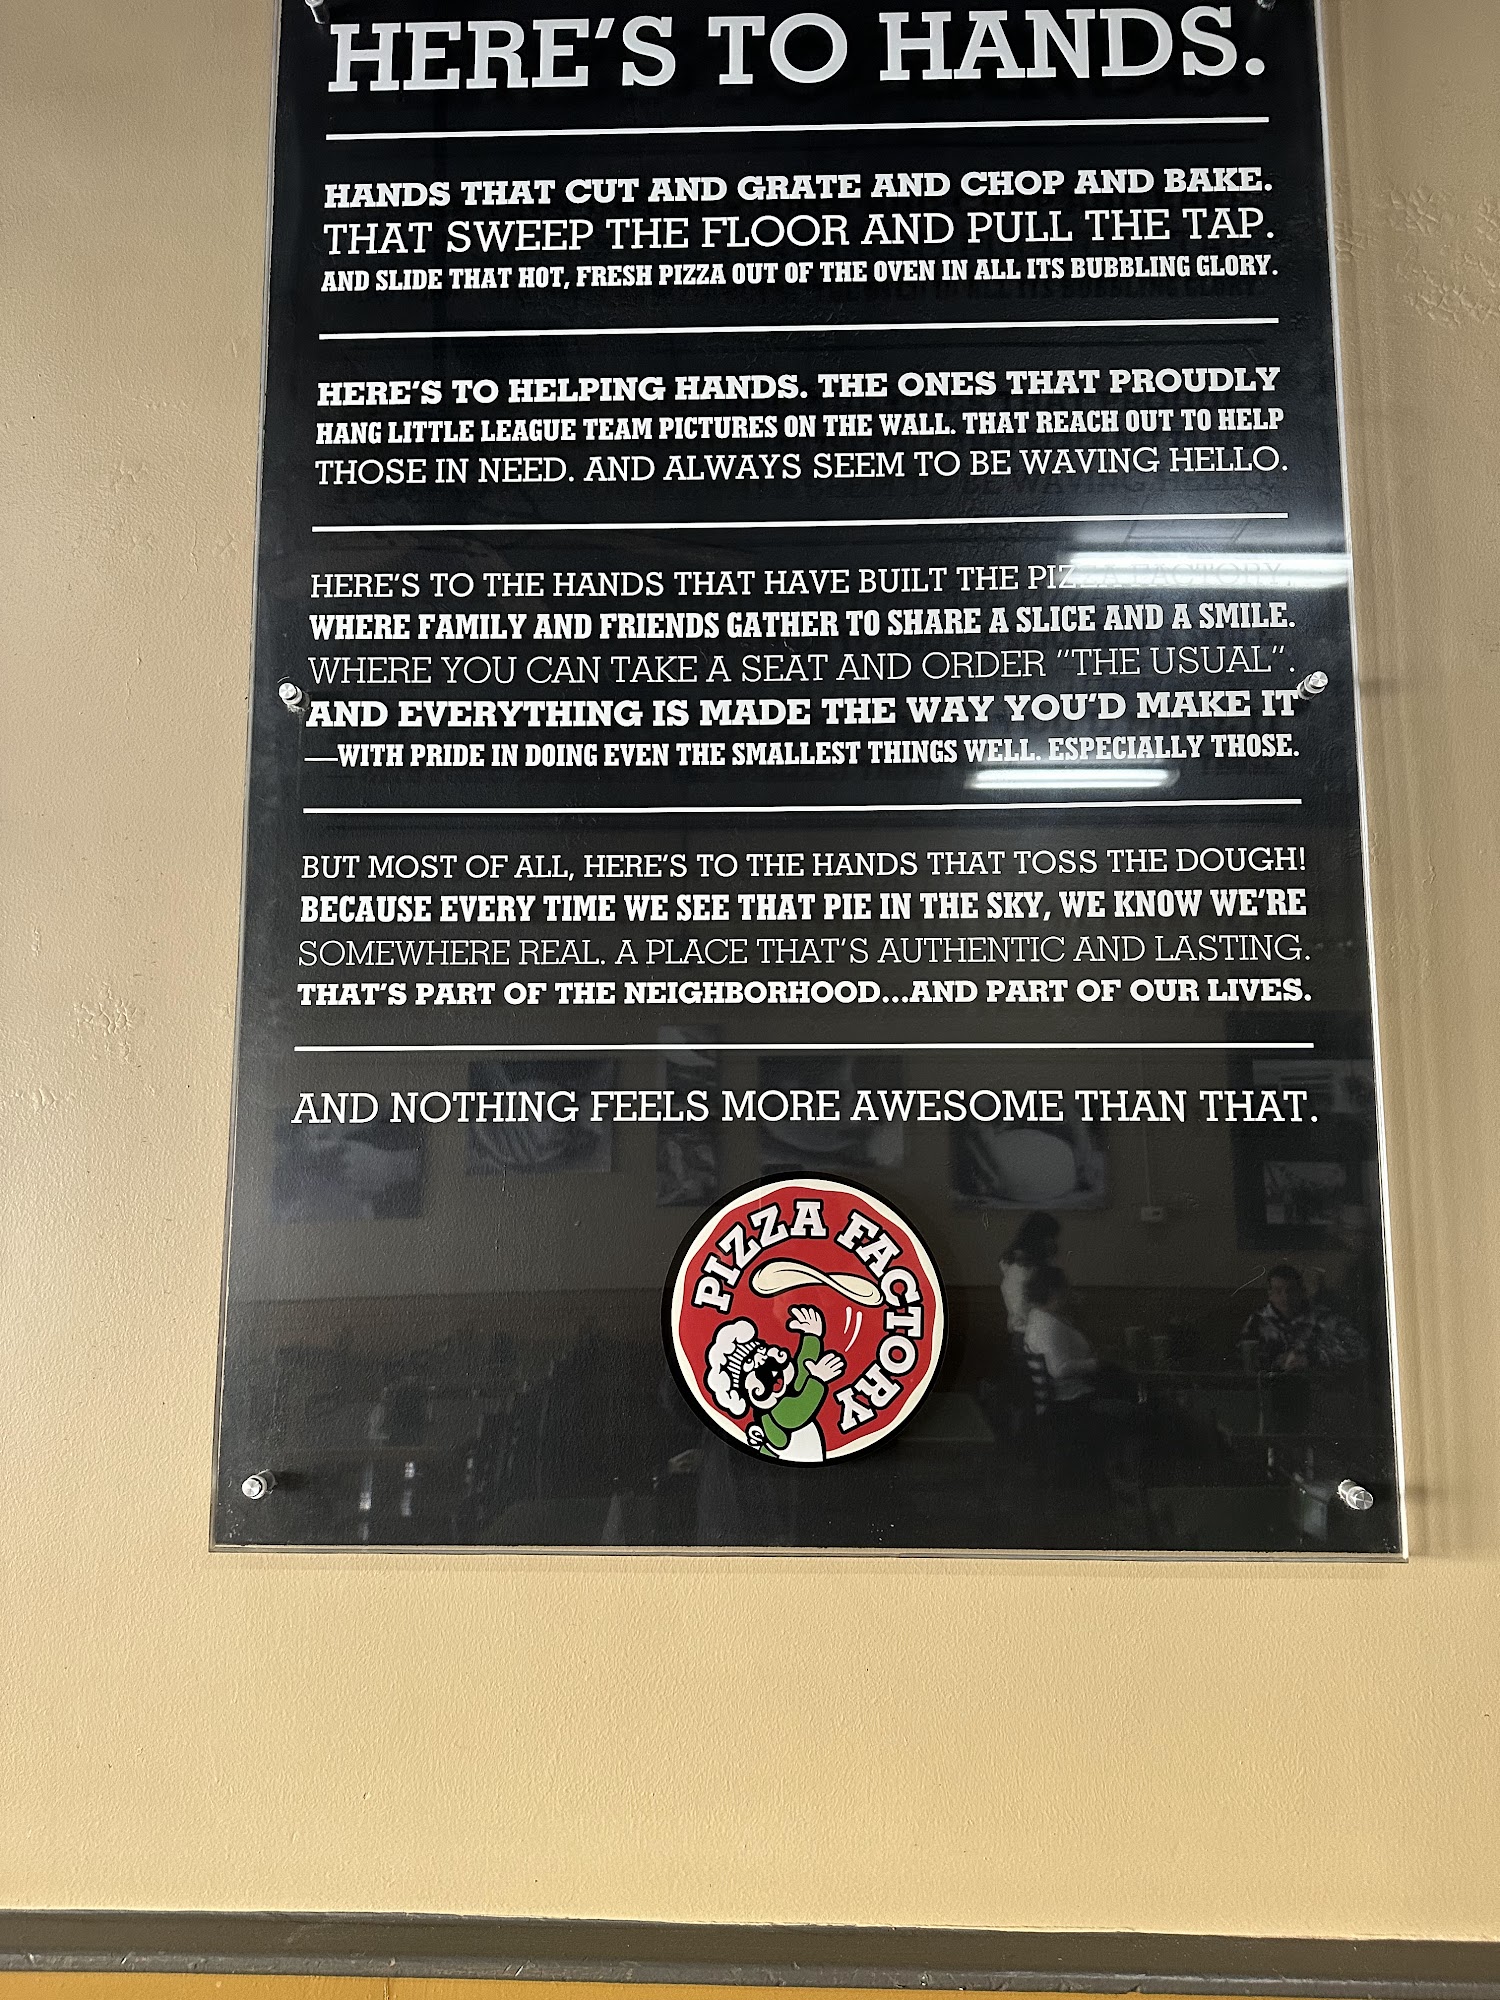 HERE'S TO HANDS.
HANDS THAT CUT AND GRATE AND CHOP AND BAKE.
THAT SWEEP THE FLOOR AND PULL THE TAP.
AND SLIDE THAT HOT, FRESH PIZZA OUT OF THE OVEN IN ALL ITS BUBBLING GLORY.
HERE'S TO HELPING HANDS. THE ONES THAT PROUDLY
HANG LITTLE LEAGUE TEAM PICTURES ON THE WALL. THAT REACH OUT TO HELP
THOSE IN NEED. AND ALWAYS SEEM TO BE WAVING HELLO.
HERE'S TO THE HANDS THAT HAVE BUILT THE PIZZA FACTORY.
WHERE FAMILY AND FRIENDS GATHER TO SHARE A SLICE AND A SMILE.
WHERE YOU CAN TAKE A SEAT AND ORDER "THE USUAL".
AND EVERYTHING IS MADE THE WAY YOU'D MAKE IT
—WITH PRIDE IN DOING EVEN THE SMALLEST THINGS WELL. ESPECIALLY THOSE.
BUT MOST OF ALL, HERE'S TO THE HANDS THAT TOSS THE DOUGH!
BECAUSE EVERY TIME WE SEE THAT PIE IN THE SKY, WE KNOW WE'RE
SOMEWHERE REAL. A PLACE THAT'S AUTHENTIC AND LASTING.
THAT'S PART OF THE NEIGHBORHOOD...AND PART OF OUR LIVES.
AND NOTHING FEELS MORE AWESOME THAN THAT.
PIZZA FACTORY